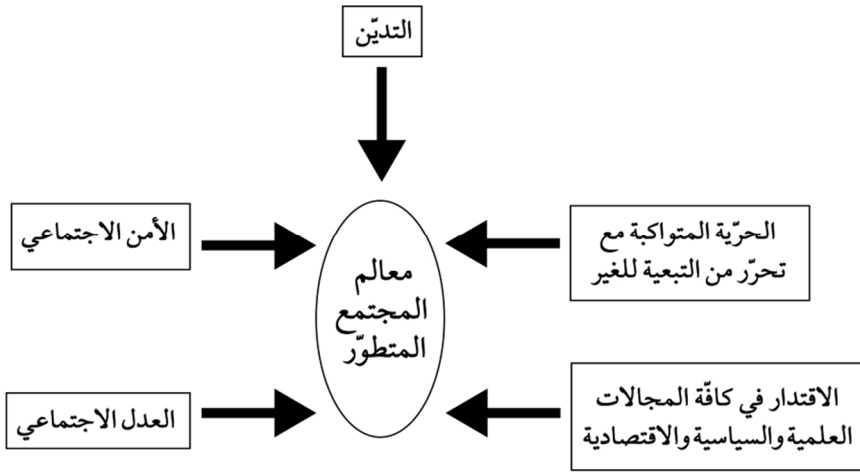 التديّن
الحرّية المتواكبة مع
تحرّر من التبعية للغير
الأمن الاجتماعي
معالم
المجتمع
المتطوّر
الاقتدار في كافّة المجالات
العلمية والسياسية والاقتصادية
العدل الاجتماعي